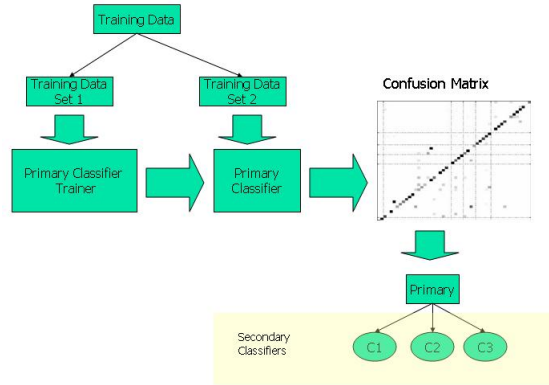 Training Data
Training Data
Set 1
Training Data
Set 2
Confusion Matrix
Primary Classifier
Trainer
Primary
Classifier
Primary
Secondary
Classifiers
C1
C2
C3